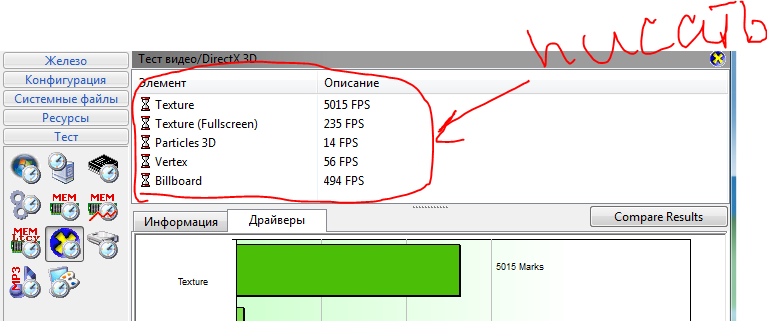 писать
Железо
Конфигурация
Системные файлы
Ресурсы
Тест
Тест видео/DirectX 3D
Элемент Описание
Texture 5015 FPS
Texture (Fullscreen) 235 FPS
Particles 3D 14 FPS
Vertex 56 FPS
Billboard 494 FPS
MEM MEM
MEM Ltcy
MP3
Информация Драйверы Compare Results
Texture 5015 Marks